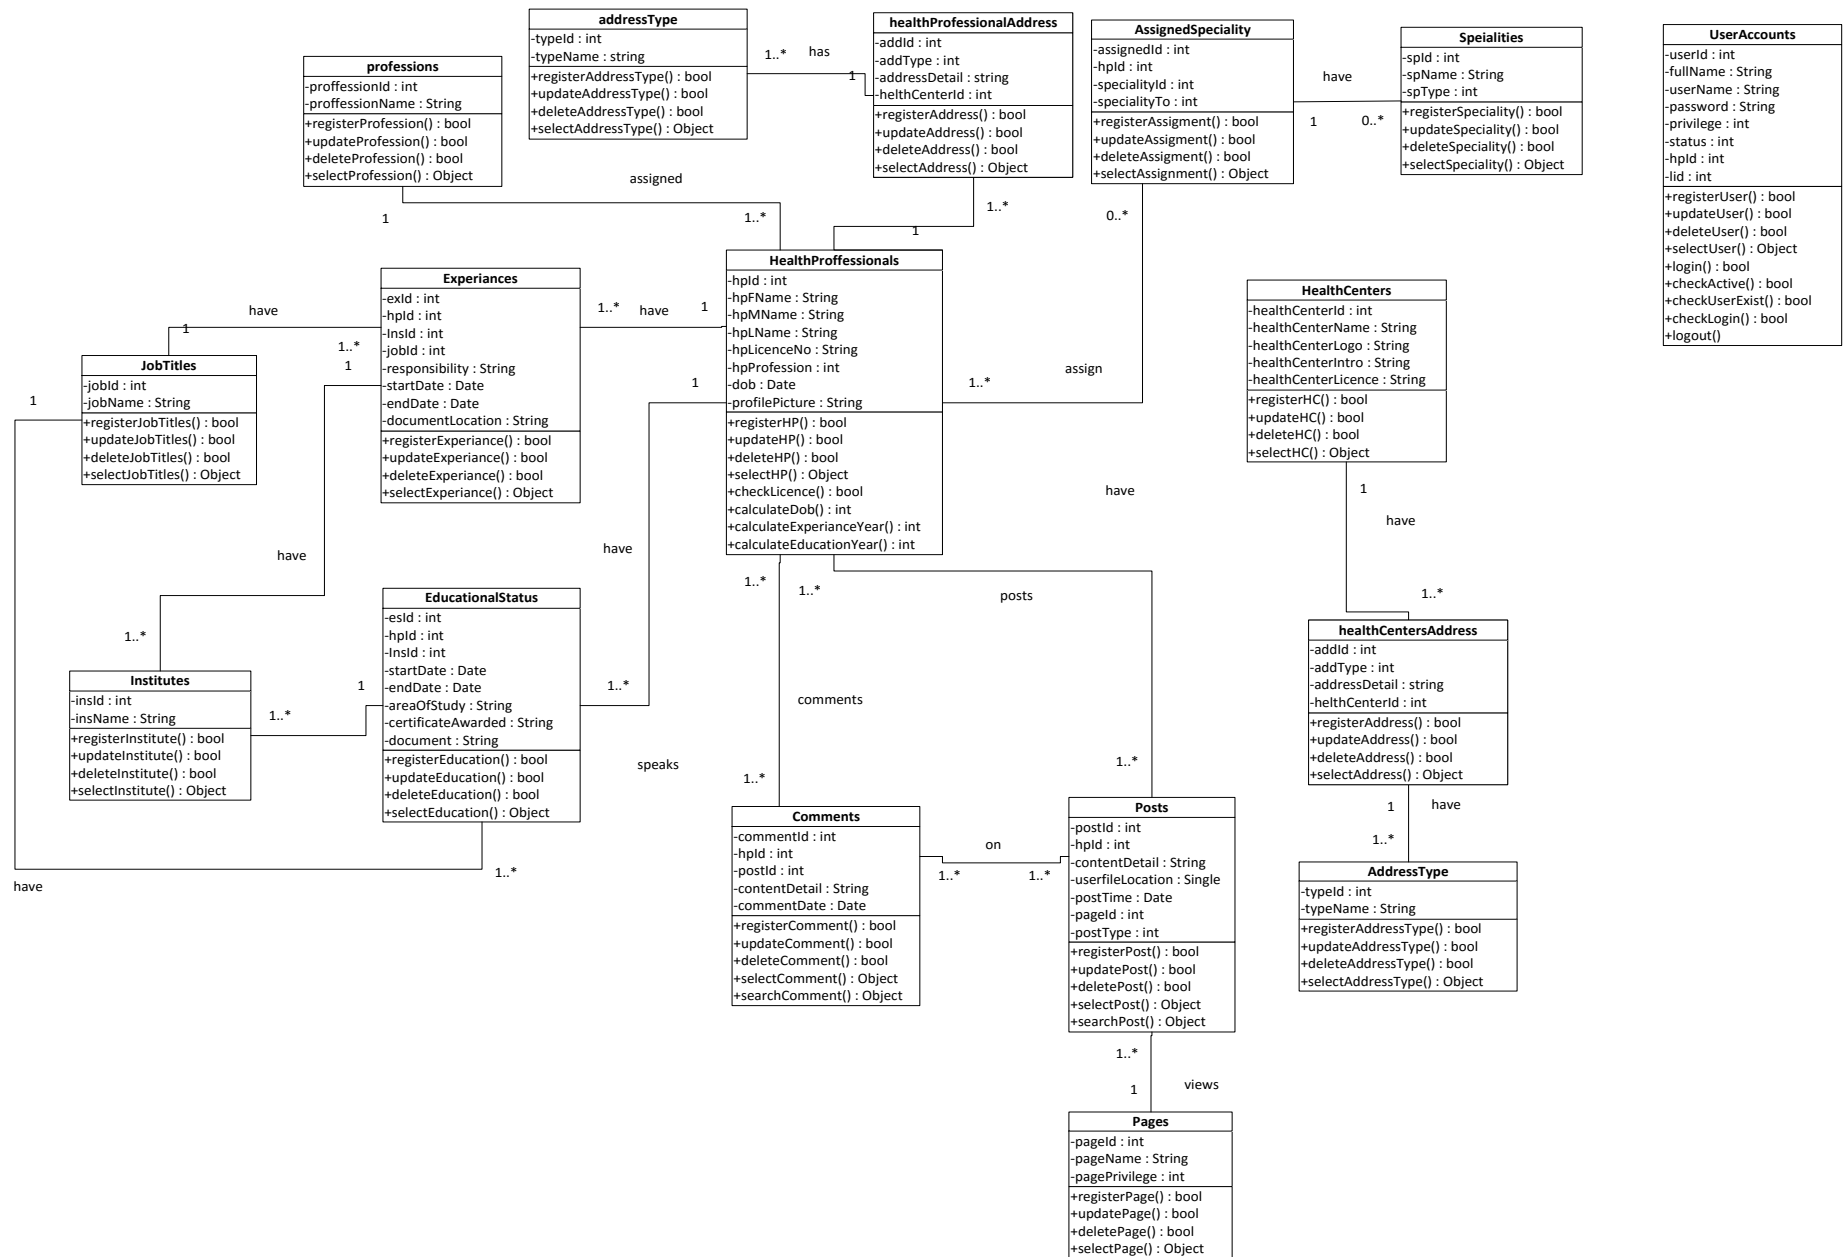 addressType
-typeId : int
-typeName : string
+registerAddressType() : bool
+updateAddressType() : bool
+deleteAddressType() : bool
+selectAddressType() : Object
1..*
has
1
healthProfessionalAddress
-addId : int
-addType : int
-addressDetail : string
-helthCenterId : int
+registerAddress() : bool
+updateAddress() : bool
+deleteAddress() : bool
+selectAddress() : Object
AssignedSpeciality
-assignedId : int
-hpId : int
-specialityId : int
-specialityTo : int
+registerAssigment() : bool
+updateAssigment() : bool
+deleteAssigment() : bool
+selectAssignment() : Object
have
1
0..*
Speialities
-spId : int
-spName : String
-spType : int
+registerSpeciality() : bool
+updateSpeciality() : bool
+deleteSpeciality() : bool
+selectSpeciality() : Object
UserAccounts
-userId : int
-fullName : String
-userName : String
-password : String
-privilege : int
-status : int
-hpId : int
-lid : int
+registerUser() : bool
+updateUser() : bool
+deleteUser() : bool
+selectUser() : Object
+login() : bool
+checkActive() : bool
+checkUserExist() : bool
+checkLogin() : bool
+logout()
professions
-proffessionId : int
-proffessionName : String
+registerProfession() : bool
+updateProfession() : bool
+deleteProfession() : bool
+selectProfession() : Object
assigned
1
1..*
1..*
1
0..*
Experiances
-exId : int
-hpId : int
-InsId : int
-jobId : int
-responsibility : String
-startDate : Date
-endDate : Date
-documentLocation : String
+registerExperiance() : bool
+updateExperiance() : bool
+deleteExperiance() : bool
+selectExperiance() : Object
1..*
have
1
HealthProffessionals
-hpId : int
-hpFName : String
-hpMName : String
-hpLName : String
-hpLicenceNo : String
-hpProfession : int
-dob : Date
-profilePicture : String
+registerHP() : bool
+updateHP() : bool
+deleteHP() : bool
+selectHP() : Object
+checkLicence() : bool
+calculateDob() : int
+calculateExperianceYear() : int
+calculateEducationYear() : int
1..*
assign
have
HealthCenters
-healthCenterId : int
-healthCenterName : String
-healthCenterLogo : String
-healthCenterIntro : String
-healthCenterLicence : String
+registerHC() : bool
+updateHC() : bool
+deleteHC() : bool
+selectHC() : Object
1
have
1..*
have
1
1..*
1
1
1
JobTitles
-jobId : int
-jobName : String
+registerJobTitles() : bool
+updateJobTitles() : bool
+deleteJobTitles() : bool
+selectJobTitles() : Object
have
1..*
have
1..*
1..*
1..*
posts
EducationalStatus
-esId : int
-hpId : int
-InsId : int
-startDate : Date
-endDate : Date
-areaOfStudy : String
-certificateAwarded : String
-document : String
+registerEducation() : bool
+updateEducation() : bool
+deleteEducation() : bool
+selectEducation() : Object
1..*
Institutes
-insId : int
-insName : String
+registerInstitute() : bool
+updateInstitute() : bool
+deleteInstitute() : bool
+selectInstitute() : Object
1..*
1
have
1..*
comments
speaks
1..*
1..*
healthCentersAddress
-addId : int
-addType : int
-addressDetail : string
-helthCenterId : int
+registerAddress() : bool
+updateAddress() : bool
+deleteAddress() : bool
+selectAddress() : Object
1
have
1..*
Comments
-commentId : int
-hpId : int
-postId : int
-contentDetail : String
-commentDate : Date
+registerComment() : bool
+updateComment() : bool
+deleteComment() : bool
+selectComment() : Object
+searchComment() : Object
on
1..*
1..*
Posts
-postId : int
-hpId : int
-contentDetail : String
-userfileLocation : Single
-postTime : Date
-pageId : int
-postType : int
+registerPost() : bool
+updatePost() : bool
+deletePost() : bool
+selectPost() : Object
+searchPost() : Object
AddressType
-typeId : int
-typeName : String
+registerAddressType() : bool
+updateAddressType() : bool
+deleteAddressType() : bool
+selectAddressType() : Object
1..*
views
1
Pages
-pageId : int
-pageName : String
-pagePrivilege : int
+registerPage() : bool
+updatePage() : bool
+deletePage() : bool
+selectPage() : Object